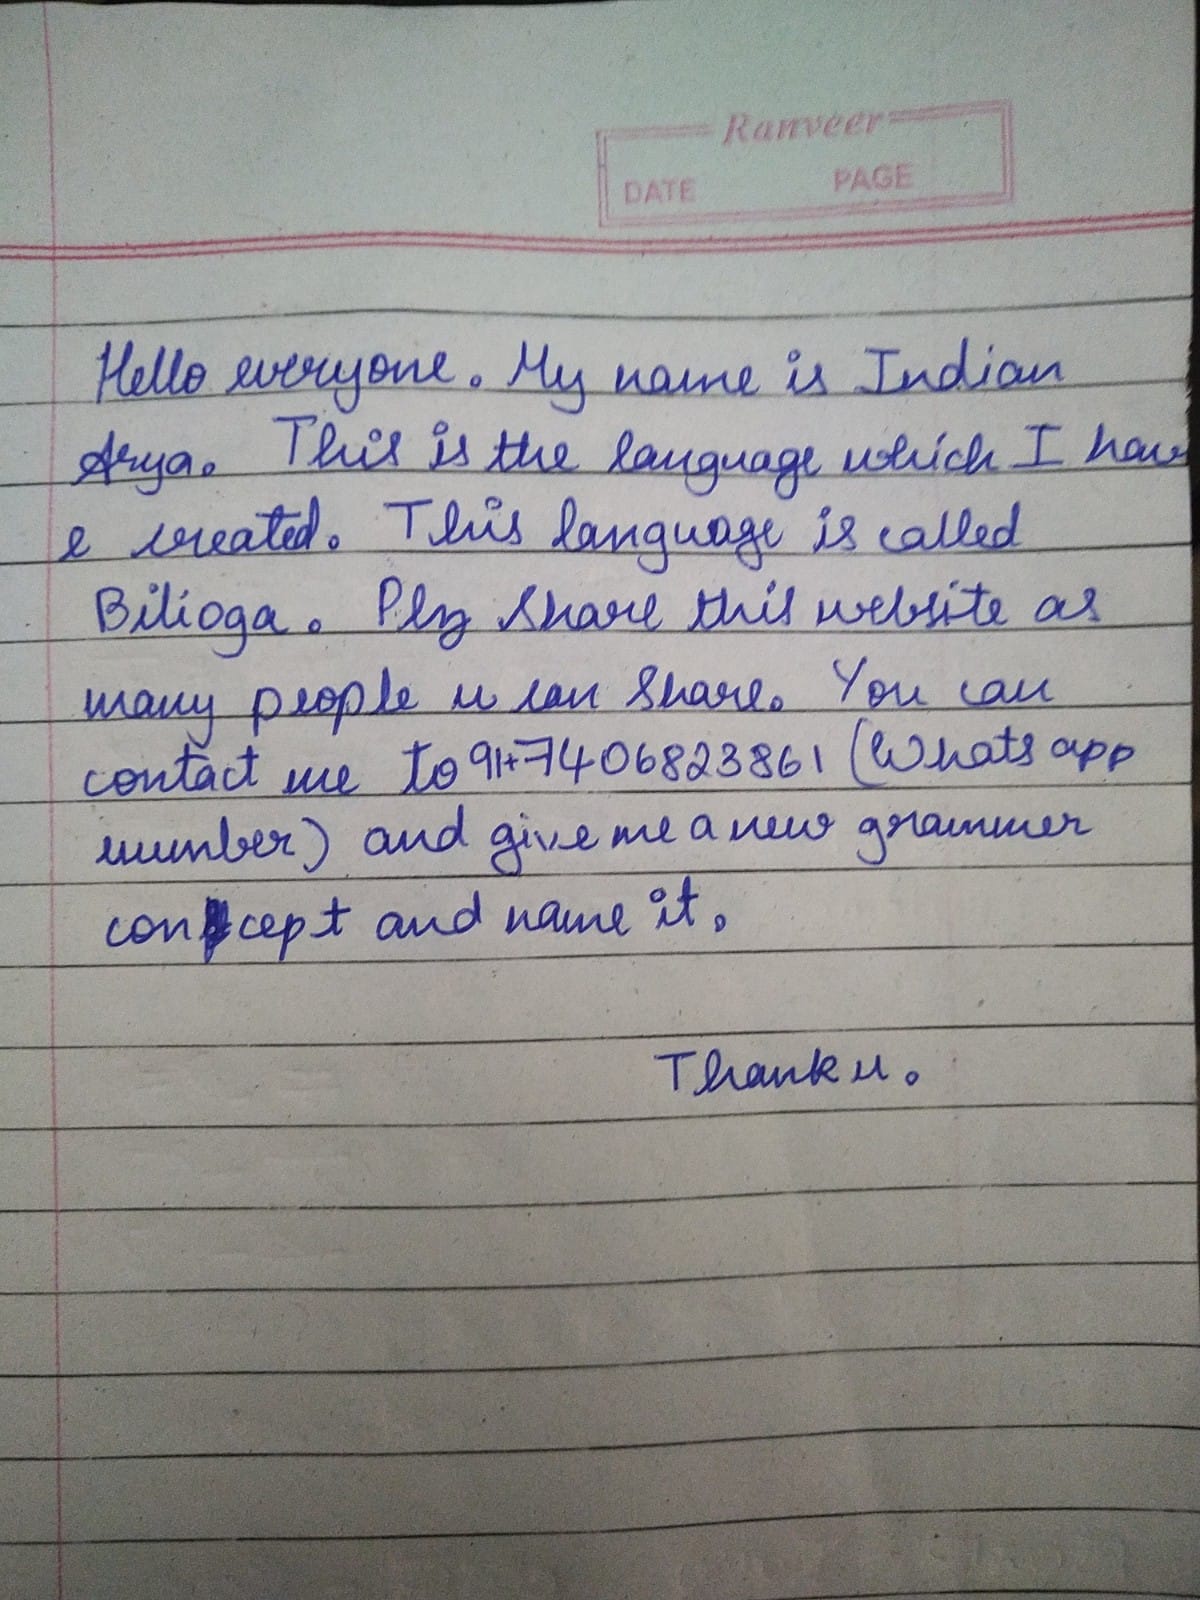 Ranveer
DATE PAGE
Hello everyone. My name is Indian
Arya. This is the language which I hav
e created. This language is called
Bilioga. Plz share this website as
many people u can share. You can
contact me to 91+7406823861 (Whats app
number) and give me a new grammer
concept and name it.
Thank u.